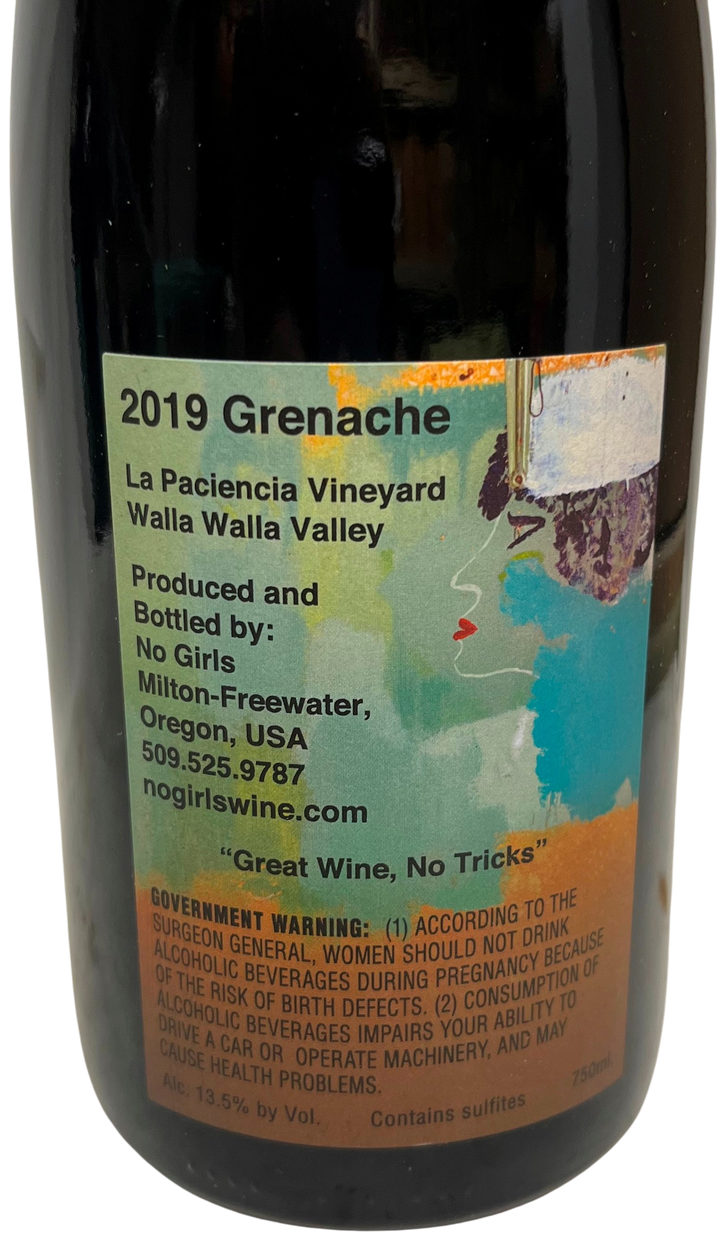 2019 Grenache
La Paciencia Vineyard
Walla Walla Valley
Produced and
Bottled by:
No Girls
Milton-Freewater,
Oregon, USA
509.525.9787
nogirlswine.com
“Great Wine, No Tricks”
GOVERNMENT WARNING: (1) ACCORDING TO THE
SURGEON GENERAL, WOMEN SHOULD NOT DRINK
ALCOHOLIC BEVERAGES DURING PREGNANCY BECAUSE
OF THE RISK OF BIRTH DEFECTS. (2) CONSUMPTION OF
ALCOHOLIC BEVERAGES IMPAIRS YOUR ABILITY TO
DRIVE A CAR OR OPERATE MACHINERY, AND MAY
CAUSE HEALTH PROBLEMS.
Alc. 13.5% by Vol. Contains sulfites 750ml